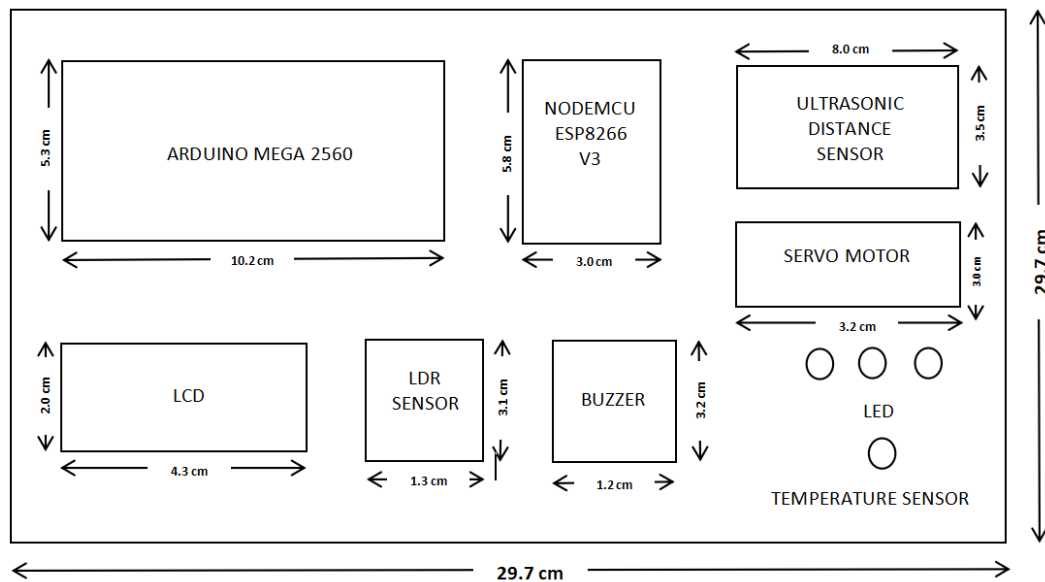 8.0 cm
5.3 cm
ARDUINO MEGA 2560
10.2 cm
5.8 cm
NODEMCU
ESP8266
V3
3.0 cm
ULTRASONIC
DISTANCE
SENSOR
3.5 cm
SERVO MOTOR
3.0 cm
3.2 cm
29.7 cm
2.0 cm
LCD
4.3 cm
LDR
SENSOR
3.1 cm
1.3 cm
BUZZER
3.2 cm
1.2 cm
LED
TEMPERATURE SENSOR
29.7 cm